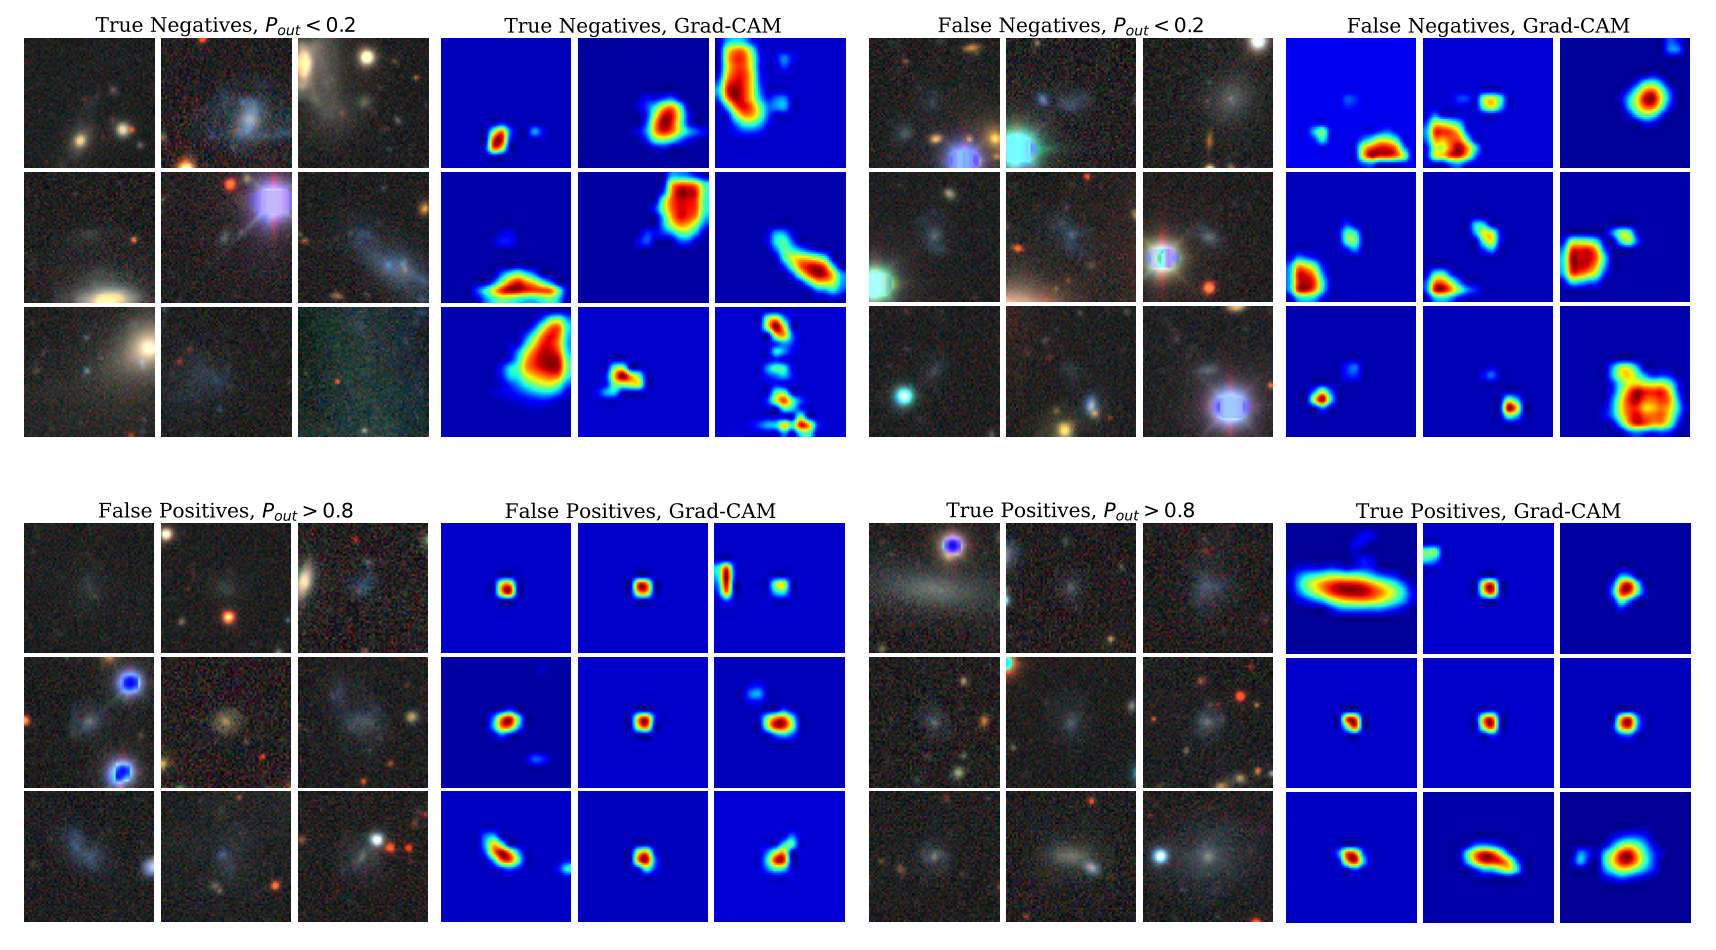 True Negatives, P_out < 0.2
True Negatives, Grad-CAM
False Negatives, P_out < 0.2
False Negatives, Grad-CAM
False Positives, P_out > 0.8
False Positives, Grad-CAM
True Positives, P_out > 0.8
True Positives, Grad-CAM